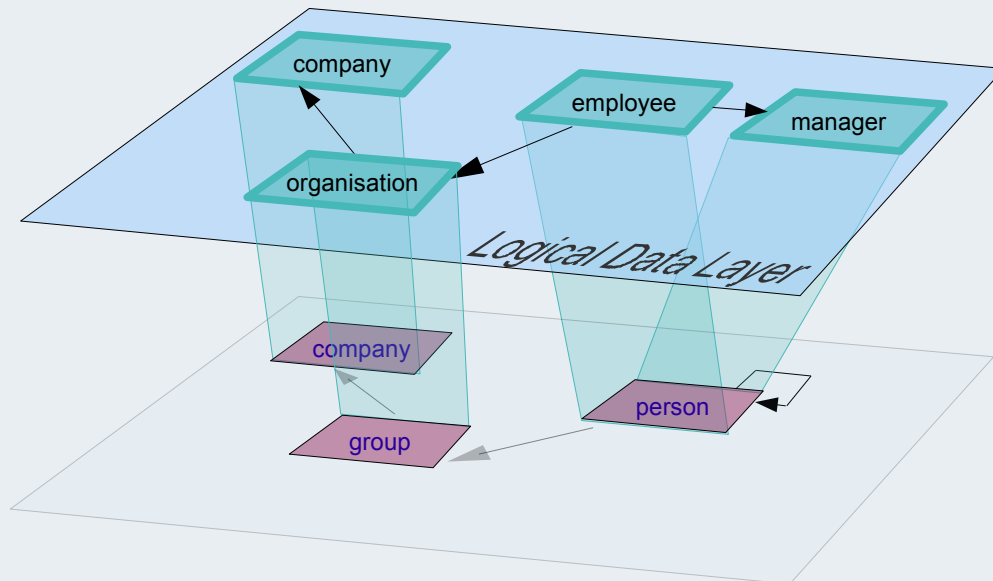 company
employee
manager
organisation
Logical Data Layer
company
person
group